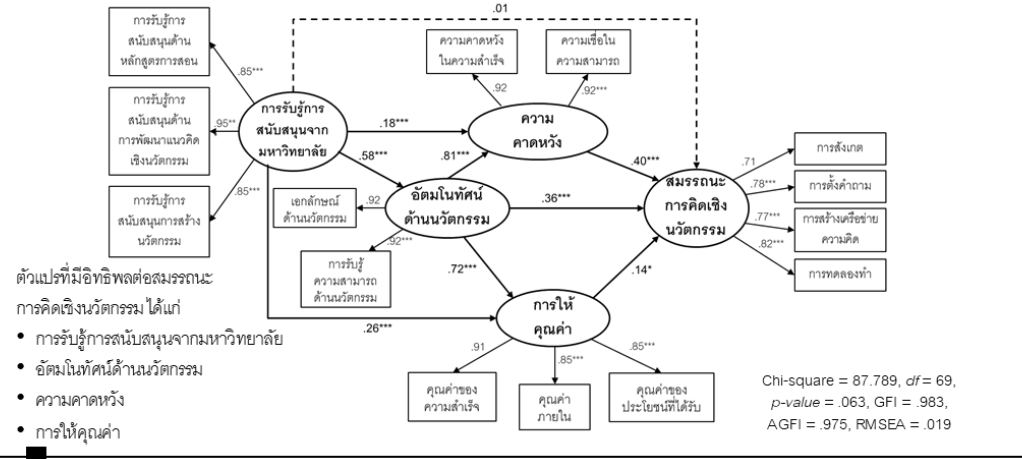 .01
การรับรู้การ
สนับสนุนด้าน
หลักสูตรการสอน
ความคาดหวัง
ในความสำเร็จ
ความเชื่อใน
ความสามารถ
.85***
.92
.92***
การรับรู้การ
สนับสนุนด้าน
การพัฒนาแนวคิด
เชิงนวัตกรรม
.95**
การรับรู้การ
สนับสนุนจาก
มหาวิทยาลัย
.18***
ความ
คาดหวัง
.58***
.81***
.40***
.85***
การรับรู้การ
สนับสนุนการสร้าง
นวัตกรรม
เอกลักษณ์
ด้านนวัตกรรม
.92
อัตมโนทัศน์
ด้านนวัตกรรม
.36***
สมรรถนะ
การคิดเชิง
นวัตกรรม
.71
การสังเกต
.78***
การตั้งคำถาม
.77***
การสร้างเครือข่าย
ความคิด
.82***
การทดลองทำ
.92***
การรับรู้
ความสามารถ
ด้านนวัตกรรม
.72***
.14*
.26***
การให้
คุณค่า
.91
.85***
.85***
คุณค่าของ
ความสำเร็จ
คุณค่า
ภายใน
คุณค่าของ
ประโยชน์ที่ได้รับ
ตัวแปรที่มีอิทธิพลต่อสมรรถนะ
การคิดเชิงนวัตกรรม ได้แก่
• การรับรู้การสนับสนุนจากมหาวิทยาลัย
• อัตมโนทัศน์ด้านนวัตกรรม
• ความคาดหวัง
• การให้คุณค่า
Chi-square = 87.789, df = 69,
p-value = .063, GFI = .983,
AGFI = .975, RMSEA = .019